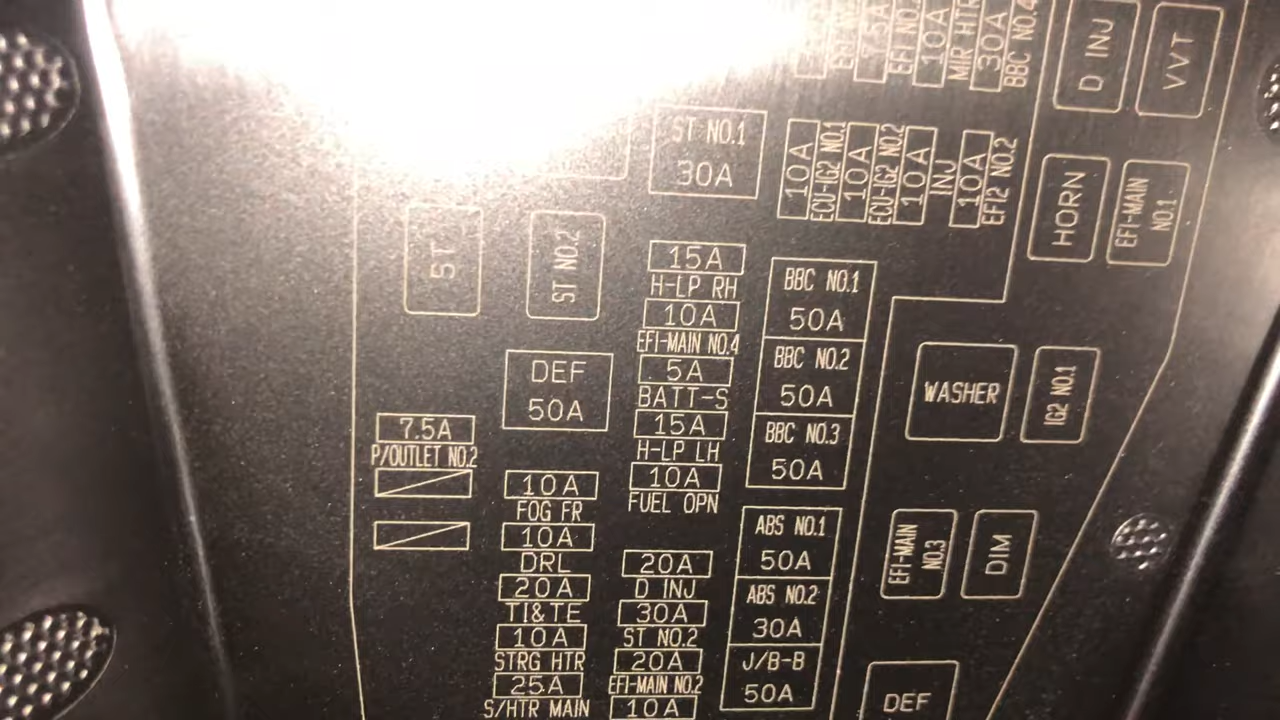 7.5A
EFI NO.
10A
MIR HTR
30A
BBC NO.4
D INJ
VVT
ST NO.1
30A
10A
ECU-IG2 NO.1
10A
ECU-IG2 NO.2
10A
INJ
10A
EFI2 NO.2
HORN
EFI-MAIN
NO.1
ST
ST NO.2
15A
H-LP RH
10A
EFI-MAIN NO.4
5A
BATT-S
15A
H-LP LH
10A
FUEL OPN
BBC NO.1
50A
BBC NO.2
50A
BBC NO.3
50A
WASHER
IG2 NO.1
DEF
50A
7.5A
P/OUTLET NO.2
10A
FOG FR
10A
DRL
20A
TI&TE
10A
STRG HTR
25A
S/HTR MAIN
20A
D INJ
30A
ST NO.2
20A
EFI-MAIN NO.2
10A
ABS NO.1
50A
ABS NO.2
30A
J/B-B
50A
EFI-MAIN
NO.3
DIM
DEF